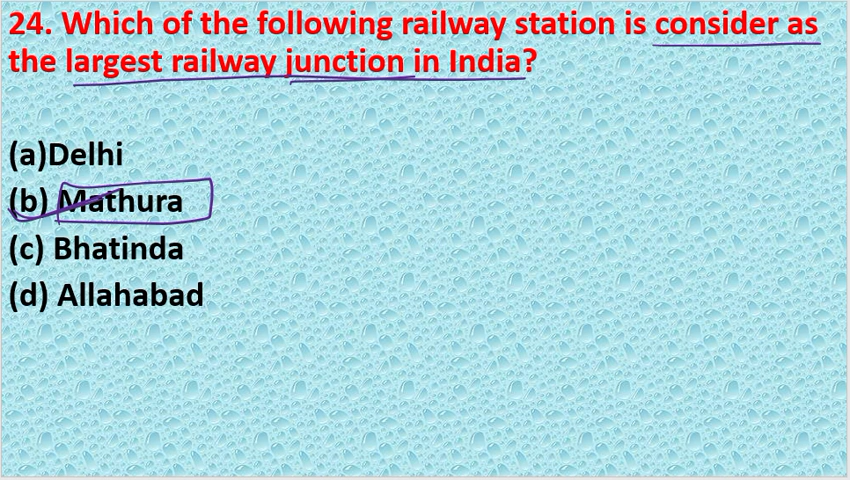 24. Which of the following railway station is consider as
the largest railway junction in India?
(a)Delhi
(b) Mathura
(c) Bhatinda
(d) Allahabad